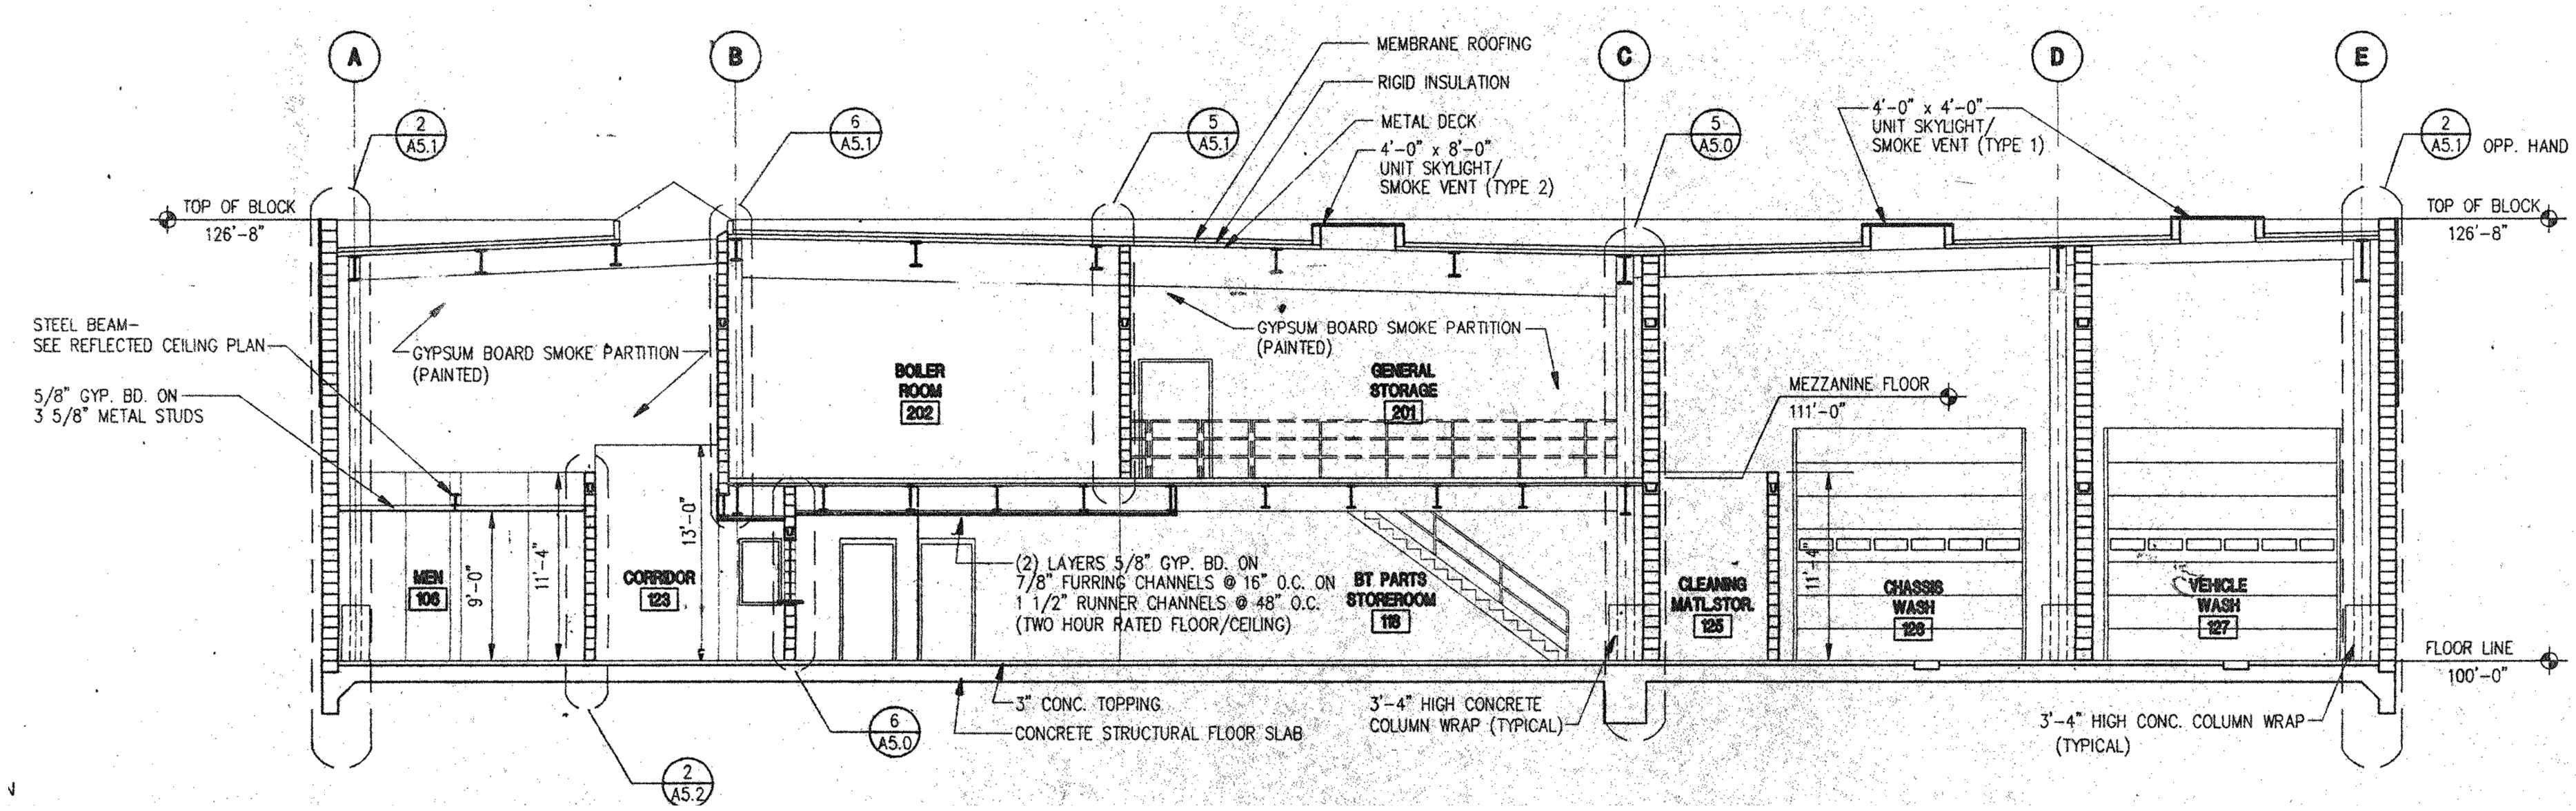 A
B
C
D
E
MEMBRANE ROOFING
RIGID INSULATION
METAL DECK
4'-0" x 8'-0"
UNIT SKYLIGHT/
SMOKE VENT (TYPE 2)
4'-0" x 4'-0"
UNIT SKYLIGHT/
SMOKE VENT (TYPE 1)
2
A5.1
6
A5.1
5
A5.1
5
A5.0
2
A5.1 OPP. HAND
TOP OF BLOCK
126'-8"
TOP OF BLOCK
126'-8"
STEEL BEAM-
SEE REFLECTED CEILING PLAN
5/8" GYP. BD. ON
3 5/8" METAL STUDS
GYPSUM BOARD SMOKE PARTITION
(PAINTED)
BOILER
ROOM
202
GYPSUM BOARD SMOKE PARTITION
(PAINTED)
GENERAL
STORAGE
201
MEZZANINE FLOOR
111'-0"
MEN
106
9'-0"
11'-4"
CORRIDOR
123
13'-0"
(2) LAYERS 5/8" GYP. BD. ON
7/8" FURRING CHANNELS @ 16" O.C. ON
1 1/2" RUNNER CHANNELS @ 48" O.C.
(TWO HOUR RATED FLOOR/CEILING)
BT PARTS
STOREROOM
118
CLEANING
MATL.STOR.
125
11'-4"
CHASSIS
WASH
126
VEHICLE
WASH
127
FLOOR LINE
100'-0"
3" CONC. TOPPING
CONCRETE STRUCTURAL FLOOR SLAB
3'-4" HIGH CONCRETE
COLUMN WRAP (TYPICAL)
3'-4" HIGH CONC. COLUMN WRAP
(TYPICAL)
6
A5.0
2
A5.2
N